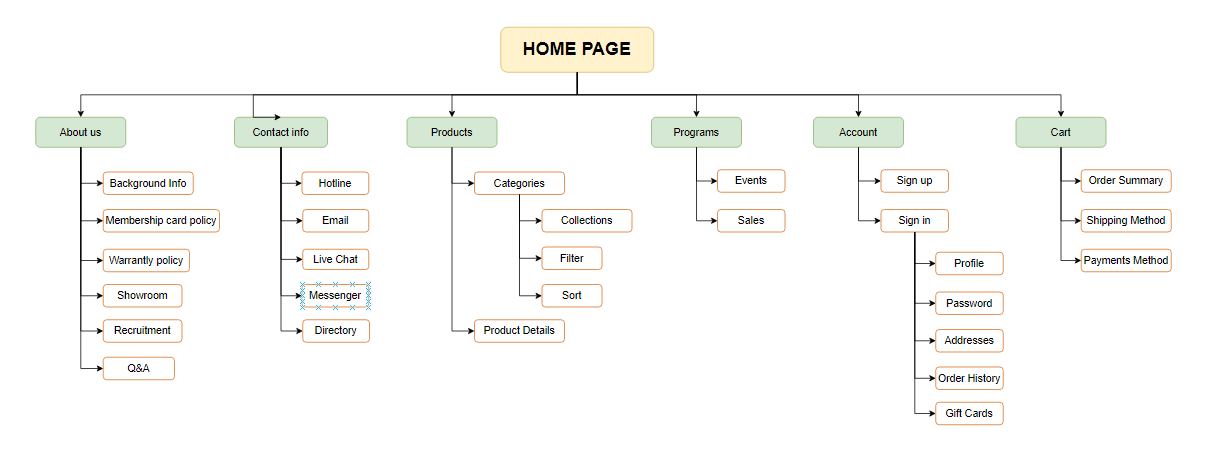 HOME PAGE
About us
Contact info
Products
Programs
Account
Cart
Background Info
Membership card policy
Warrantly policy
Showroom
Recruitment
Q&A
Hotline
Email
Live Chat
Messenger
Directory
Categories
Collections
Filter
Sort
Product Details
Events
Sales
Sign up
Sign in
Profile
Password
Addresses
Order History
Gift Cards
Order Summary
Shipping Method
Payments Method